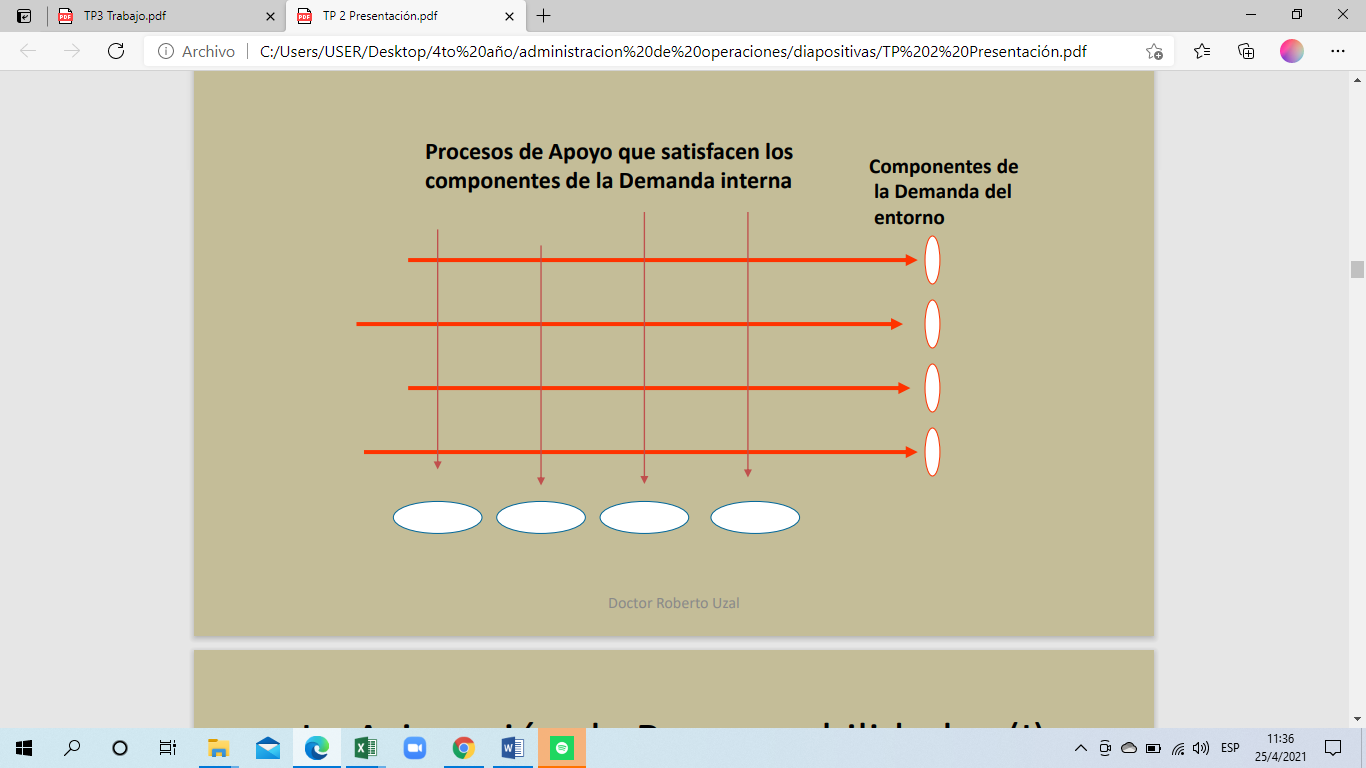 TP3 Trabajo.pdf
TP 2 Presentación.pdf
Archivo
C:/Users/USER/Desktop/4to%20año/administracion%20de%20operaciones/diapositivas/TP%202%20Presentación.pdf
Procesos de Apoyo que satisfacen los
componentes de la Demanda interna
Componentes de
la Demanda del
entorno
Doctor Roberto Uzal
ESP
11:36
25/4/2021